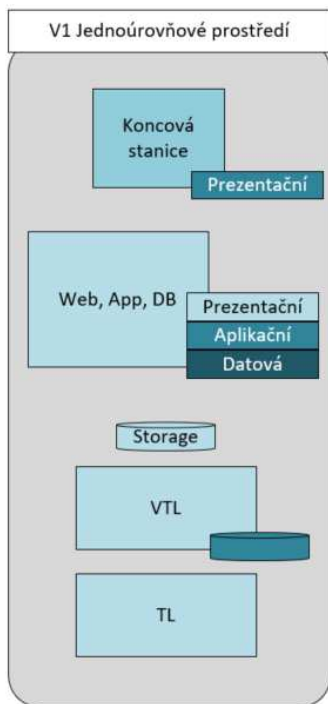 V1 Jednoúrovňové prostředí
Koncová
stanice
Prezentační
Web, App, DB
Prezentační
Aplikační
Datová
Storage
VTL
TL